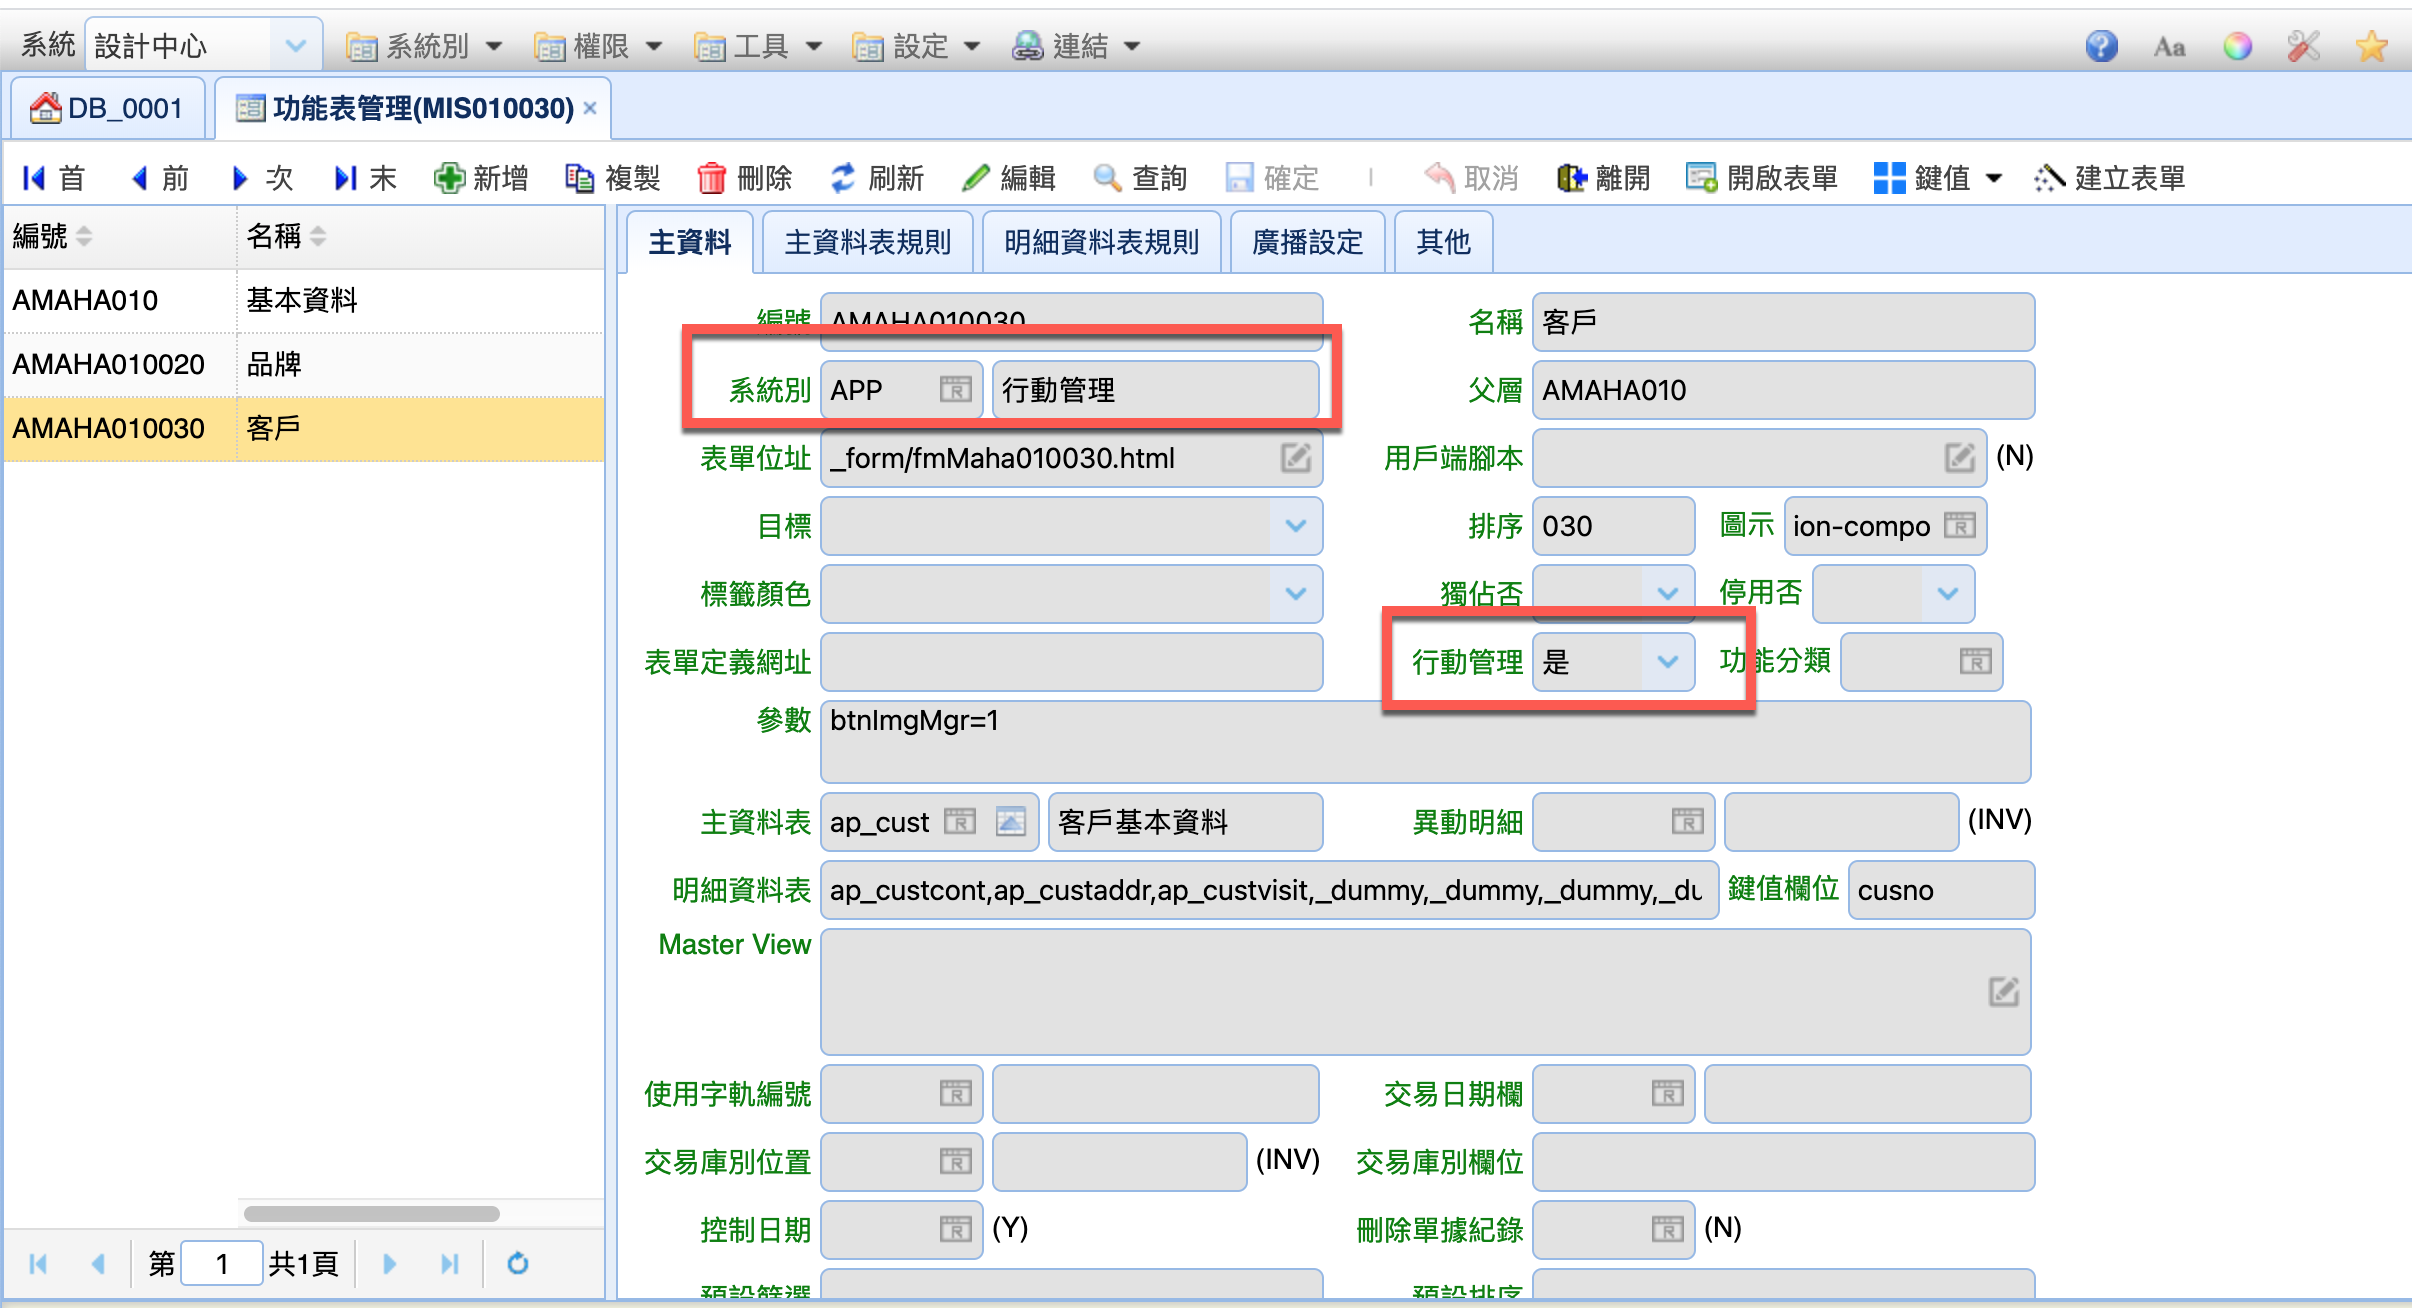 系統 設計中心 系統別 權限 工具 設定 連結 Aa
DB_0001 功能表管理(MIS010030)
首 前 次 末 新增 複製 刪除 刷新 編輯 查詢 確定 取消 離開 開啟表單 鍵值 建立表單
編號 名稱
AMAHA010 基本資料
AMAHA010020 品牌
AMAHA010030 客戶
第 1 共1頁
主資料 主資料表規則 明細資料表規則 廣播設定 其他
編號 AMAHA010030 名稱 客戶
系統別 APP 行動管理 父層 AMAHA010
表單位址 _form/fmMaha010030.html 用戶端腳本 (N)
目標 排序 030 圖示 ion-compo
標籤顏色 獨佔否 停用否
表單定義網址 行動管理 是 功能分類
參數 btnImgMgr=1
主資料表 ap_cust 客戶基本資料 異動明細 (INV)
明細資料表 ap_custcont,ap_custaddr,ap_custvisit,_dummy,_dummy,_dummy,_du 鍵值欄位 cusno
Master View
使用字軌編號 交易日期欄
交易庫別位置 (INV) 交易庫別欄位
控制日期 (Y) 刪除單據紀錄 (N)
預設篩選 預設排序